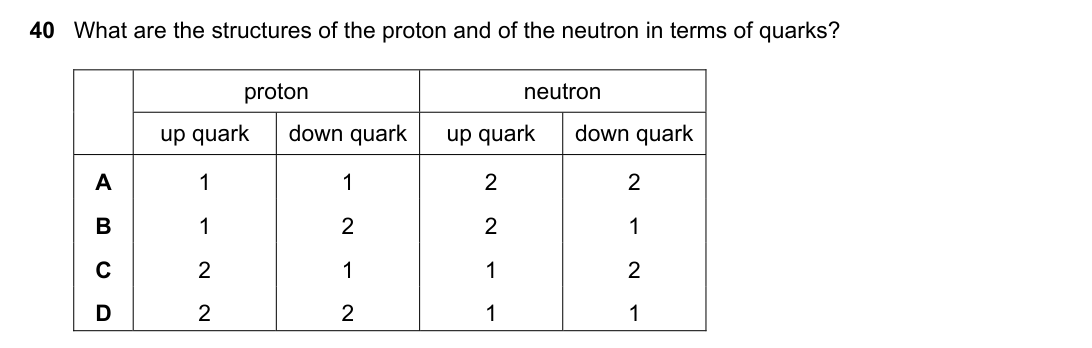 40 What are the structures of the proton and of the neutron in terms of quarks?
proton neutron
up quark down quark up quark down quark
A 1 1 2 2
B 1 2 2 1
C 2 1 1 2
D 2 2 1 1